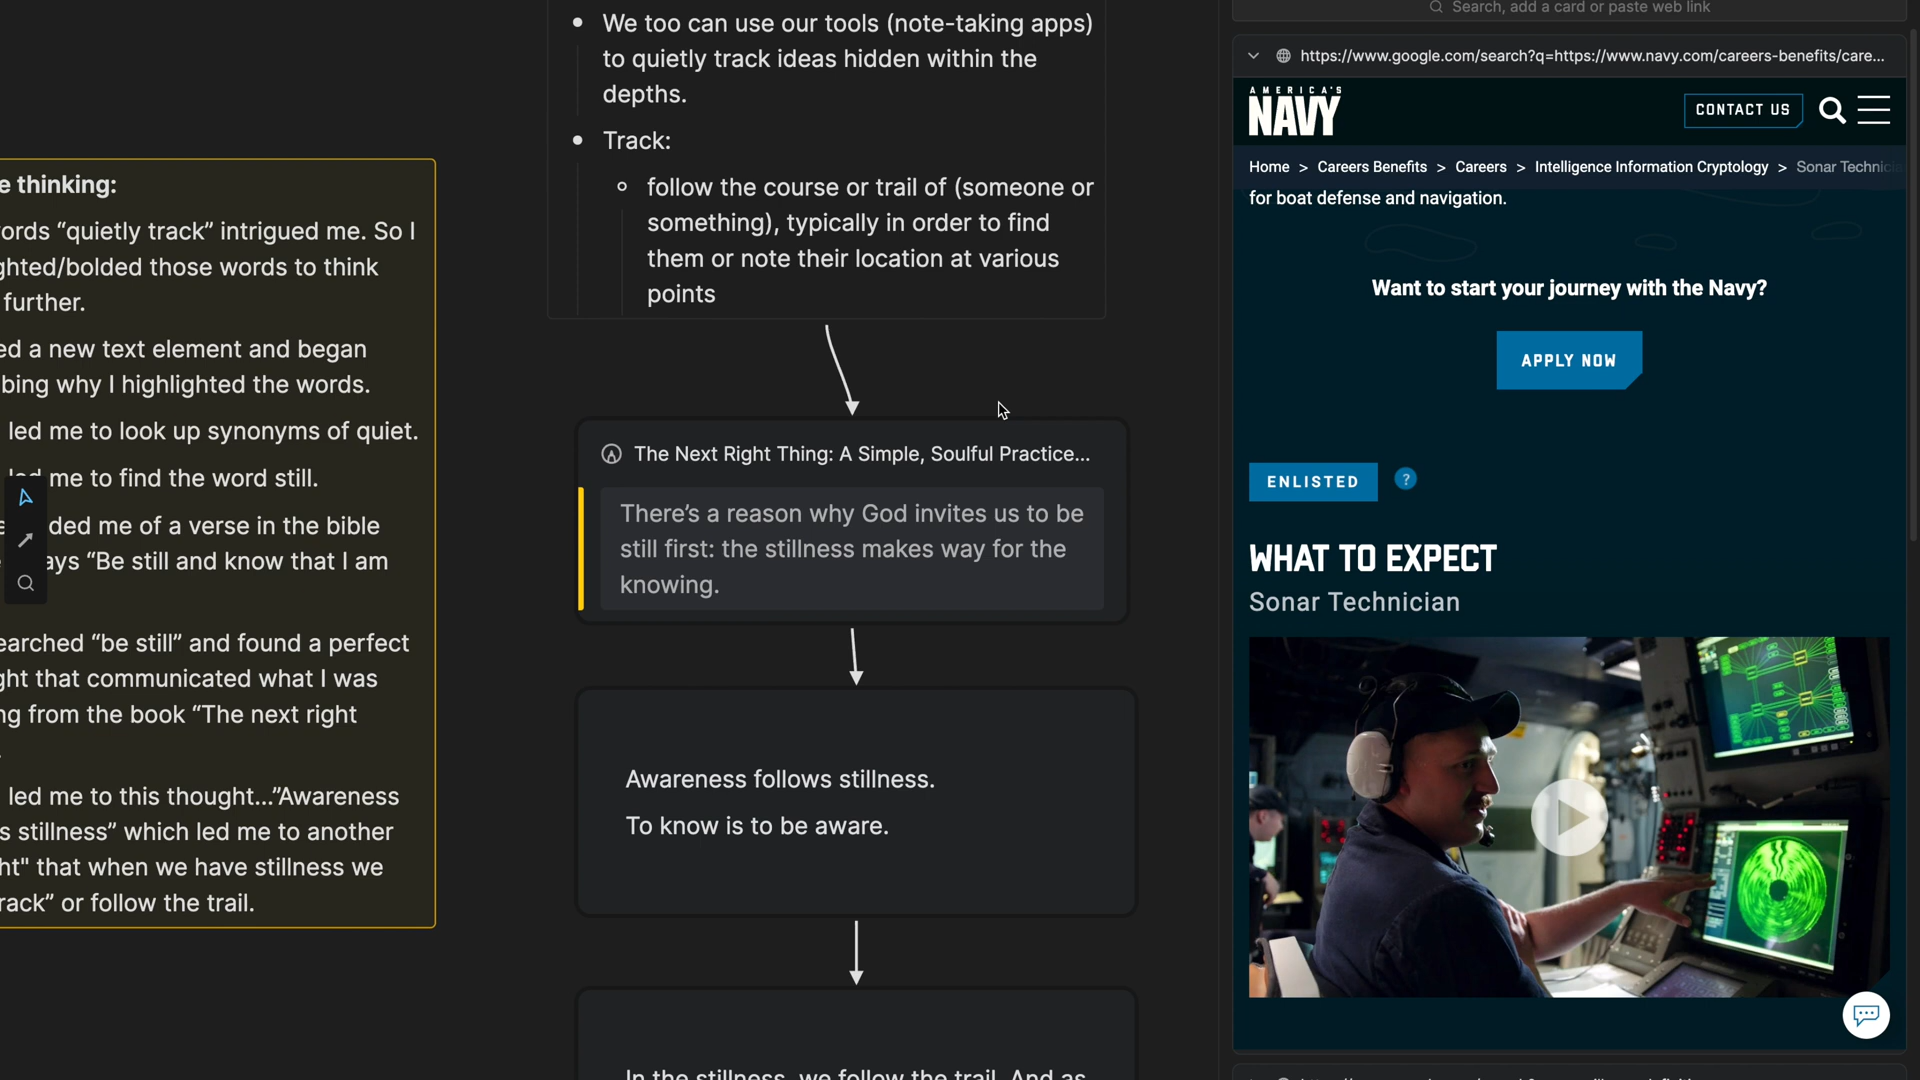 We too can use our tools (note-taking apps)
to quietly track ideas hidden within the
depths.
Track:
follow the course or trail of (someone or
something), typically in order to find
them or note their location at various
points
e thinking:
ords “quietly track” intrigued me. So I
ghted/bolded those words to think
further.
ed a new text element and began
bing why I highlighted the words.
led me to look up synonyms of quiet.
led me to find the word still.
ded me of a verse in the bible
ays “Be still and know that I am
earched “be still” and found a perfect
ght that communicated what I was
ng from the book “The next right
led me to this thought...”Awareness
s stillness” which led me to another
ht" that when we have stillness we
rack” or follow the trail.
The Next Right Thing: A Simple, Soulful Practice...
There’s a reason why God invites us to be
still first: the stillness makes way for the
knowing.
Awareness follows stillness.
To know is to be aware.
In the stillness, we follow the trail. And as
Search, add a card or paste web link
https://www.google.com/search?q=https://www.navy.com/careers-benefits/care...
AMERICA'S
NAVY
CONTACT US
Home > Careers Benefits > Careers > Intelligence Information Cryptology > Sonar Technici
for boat defense and navigation.
Want to start your journey with the Navy?
APPLY NOW
ENLISTED ?
WHAT TO EXPECT
Sonar Technician